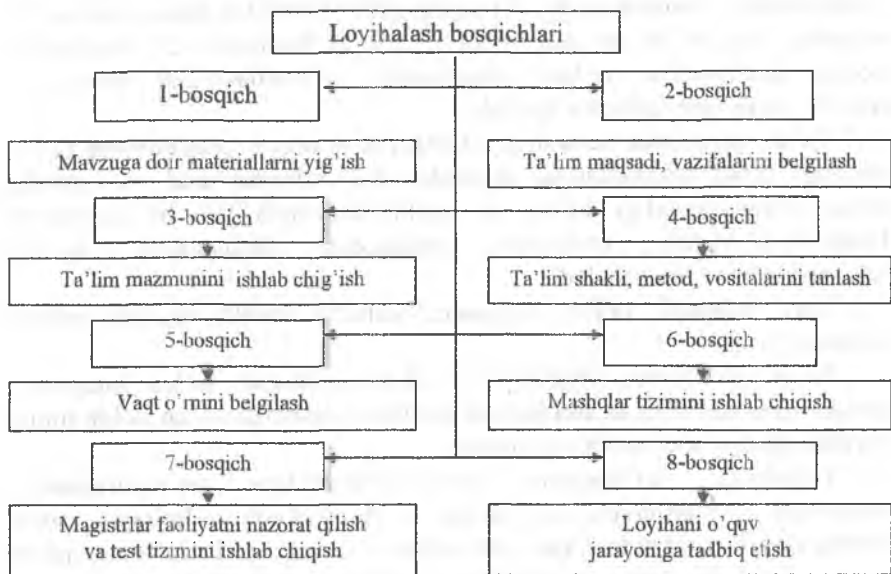 Loyihalash bosqichlari
1-bosqich
2-bosqich
Mavzuga doir materiallarni yig'ish
Ta'lim maqsadi, vazifalarini belgilash
3-bosqich
4-bosqich
Ta'lim mazmunini ishlab chig'ish
Ta'lim shakli, metod, vositalarini tanlash
5-bosqich
6-bosqich
Vaqt o'rnini belgilash
Mashqlar tizimini ishlab chiqish
7-bosqich
8-bosqich
Magistrlar faoliyatni nazorat qilish
va test tizimini ishlab chiqish
Loyihani o'quv
jarayoniga tadbiq etish